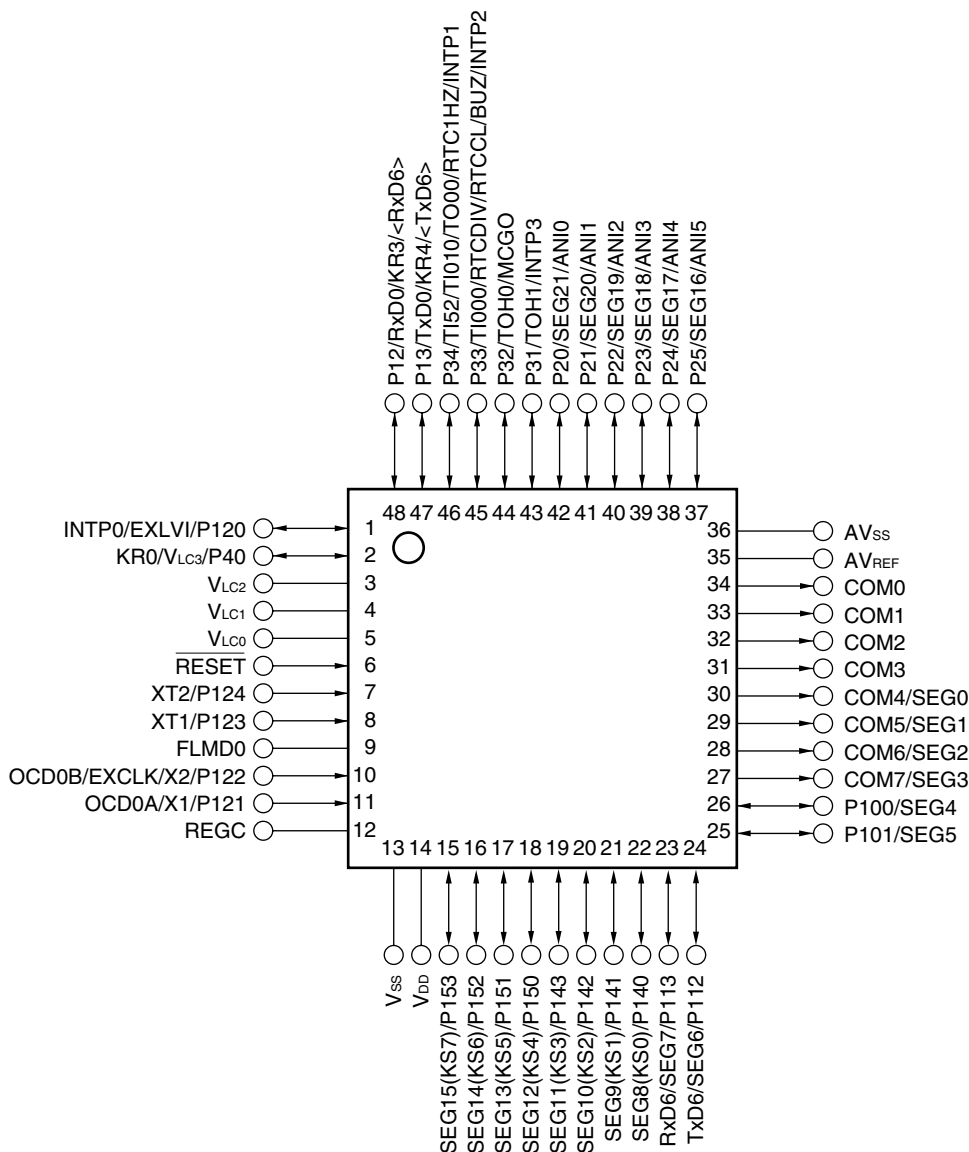 P12/RxD0/KR3/<RxD6>
P13/TxD0/KR4/<TxD6>
P34/TI52/TI010/TO00/RTC1HZ/INTP1
P33/TI000/RTCDIV/RTCCL/BUZ/INTP2
P32/TOH0/MCGO
P31/TOH1/INTP3
P20/SEG21/ANI0
P21/SEG20/ANI1
P22/SEG19/ANI2
P23/SEG18/ANI3
P24/SEG17/ANI4
P25/SEG16/ANI5
48 47 46 45 44 43 42 41 40 39 38 37
INTP0/EXLVI/P120 1
KR0/VLC3/P40 2
VLC2 3
VLC1 4
VLC0 5
RESET 6
XT2/P124 7
XT1/P123 8
FLMD0 9
OCD0B/EXCLK/X2/P122 10
OCD0A/X1/P121 11
REGC 12
36 AVSS
35 AVREF
34 COM0
33 COM1
32 COM2
31 COM3
30 COM4/SEG0
29 COM5/SEG1
28 COM6/SEG2
27 COM7/SEG3
26 P100/SEG4
25 P101/SEG5
13 14 15 16 17 18 19 20 21 22 23 24
VSS
VDD
SEG15(KS7)/P153
SEG14(KS6)/P152
SEG13(KS5)/P151
SEG12(KS4)/P150
SEG11(KS3)/P143
SEG10(KS2)/P142
SEG9(KS1)/P141
SEG8(KS0)/P140
RxD6/SEG7/P113
TxD6/SEG6/P112